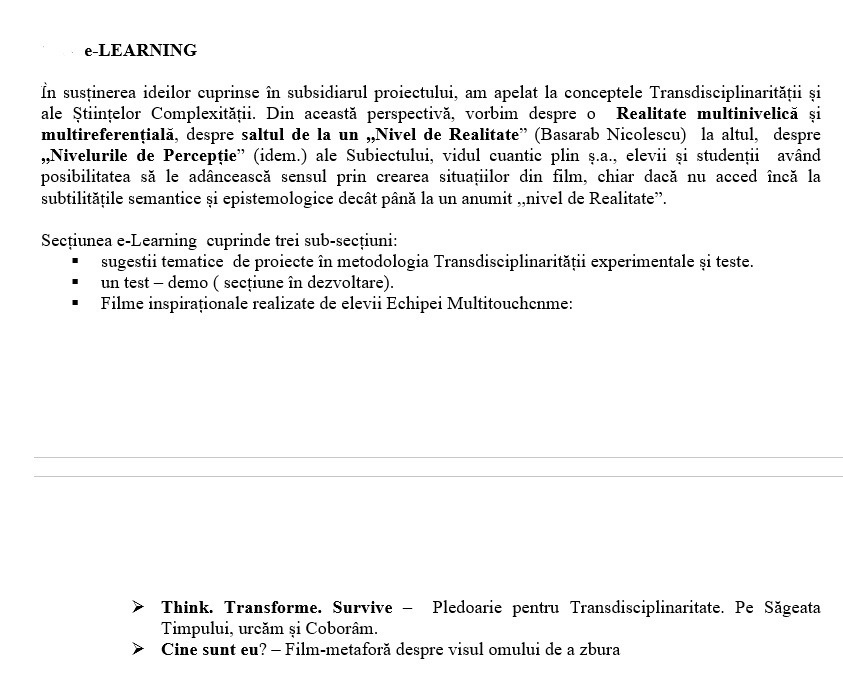 e-LEARNING
În susținerea ideilor cuprinse în subsidiarul proiectului, am apelat la conceptele Transdisciplinarității și
ale Științelor Complexității. Din această perspectivă, vorbim despre o Realitate multinivelică și
multireferențială, despre saltul de la un „Nivel de Realitate” (Basarab Nicolescu) la altul, despre
„Nivelurile de Percepție” (idem.) ale Subiectului, vidul cuantic plin ș.a., elevii și studenții având
posibilitatea să le adâncească sensul prin crearea situațiilor din film, chiar dacă nu acced încă la
subtilitățile semantice și epistemologice decât până la un anumit „nivel de Realitate”.
Secțiunea e-Learning cuprinde trei sub-secțiuni:
▪ sugestii tematice de proiecte în metodologia Transdisciplinarității experimentale și teste.
▪ un test – demo ( secțiune în dezvoltare).
▪ Filme inspiraționale realizate de elevii Echipei Multitouchcnme:
➢ Think. Transforme. Survive – Pledoarie pentru Transdisciplinaritate. Pe Săgeata
Timpului, urcăm și Coborâm.
➢ Cine sunt eu? – Film-metaforă despre visul omului de a zbura